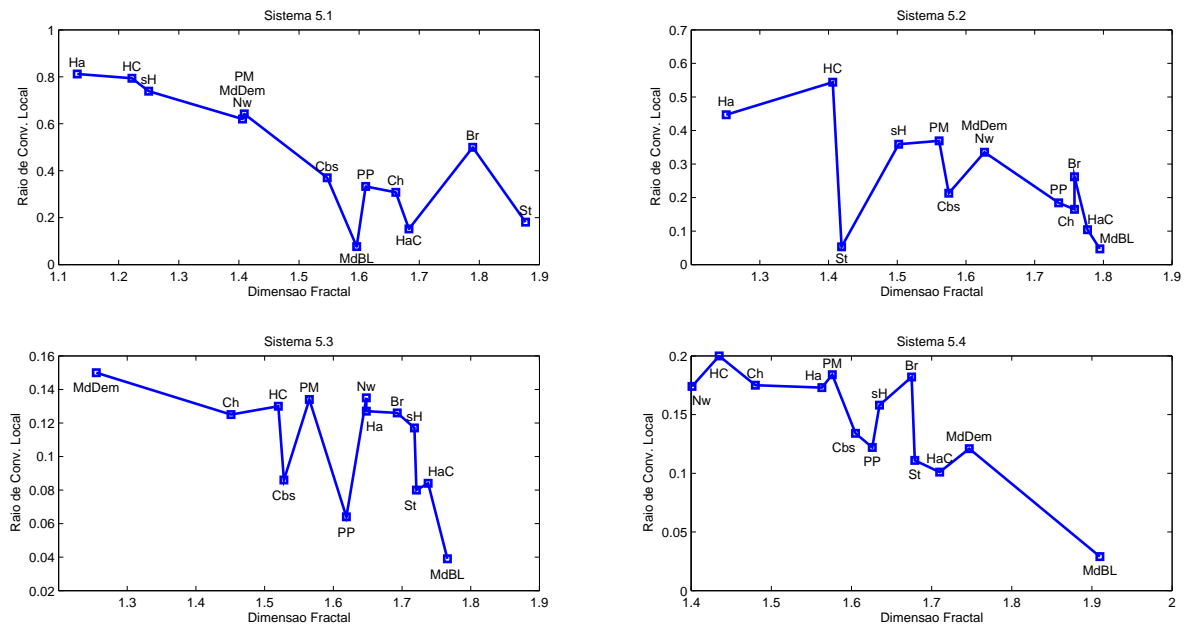 Sistema 5.1
Raio de Conv. Local
1
0.8
0.6
0.4
0.2
0
Ha
HC
sH
PM
MdDem
Nw
Cbs
MdBL
PP
Ch
HaC
Br
St
1.1 1.2 1.3 1.4 1.5 1.6 1.7 1.8 1.9
Dimensao Fractal
Sistema 5.2
Raio de Conv. Local
0.7
0.6
0.5
0.4
0.3
0.2
0.1
0
Ha
HC
St
sH
PM
Cbs
MdDem
Nw
PP
Ch
Br
HaC
MdBL
1.3 1.4 1.5 1.6 1.7 1.8 1.9
Dimensao Fractal
Sistema 5.3
Raio de Conv. Local
0.16
0.14
0.12
0.1
0.08
0.06
0.04
0.02
MdDem
Ch
HC
Cbs
PM
PP
Nw
Ha
Br
sH
St
HaC
MdBL
1.3 1.4 1.5 1.6 1.7 1.8 1.9
Dimensao Fractal
Sistema 5.4
Raio de Conv. Local
0.2
0.15
0.1
0.05
0
Nw
HC
Ch
Ha
PM
Cbs
PP
sH
Br
St
HaC
MdDem
MdBL
1.4 1.5 1.6 1.7 1.8 1.9 2
Dimensao Fractal